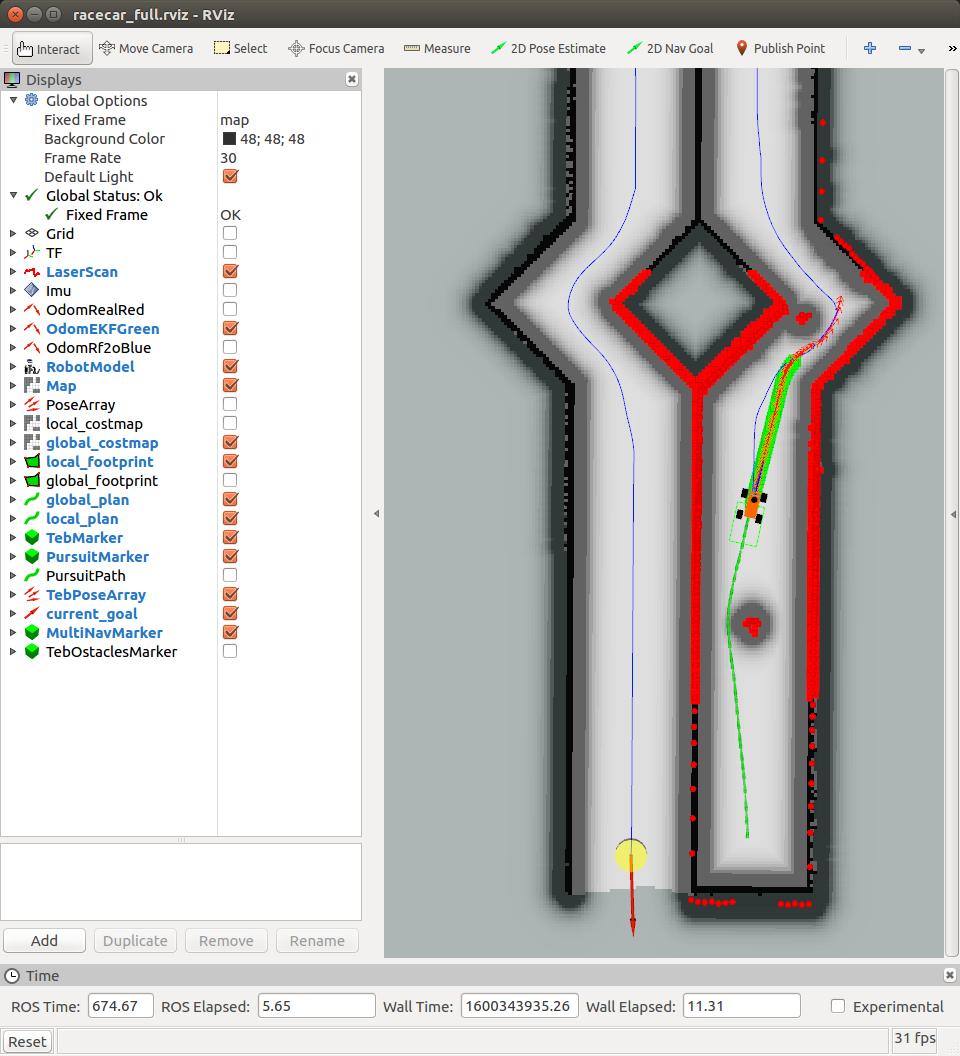 racecar_full.rviz - RViz
Interact Move Camera Select Focus Camera Measure 2D Pose Estimate 2D Nav Goal Publish Point »
Displays
Global Options
Fixed Frame map
Background Color 48; 48; 48
Frame Rate 30
Default Light
Global Status: Ok
Fixed Frame OK
Grid
TF
LaserScan
Imu
OdomRealRed
OdomEKFGreen
OdomRf2oBlue
RobotModel
Map
PoseArray
local_costmap
global_costmap
local_footprint
global_footprint
global_plan
local_plan
TebMarker
PursuitMarker
PursuitPath
TebPoseArray
current_goal
MultiNavMarker
TebOstaclesMarker
Add Duplicate Remove Rename
Time
ROS Time: 674.67 ROS Elapsed: 5.65 Wall Time: 1600343935.26 Wall Elapsed: 11.31 Experimental
Reset 31 fps